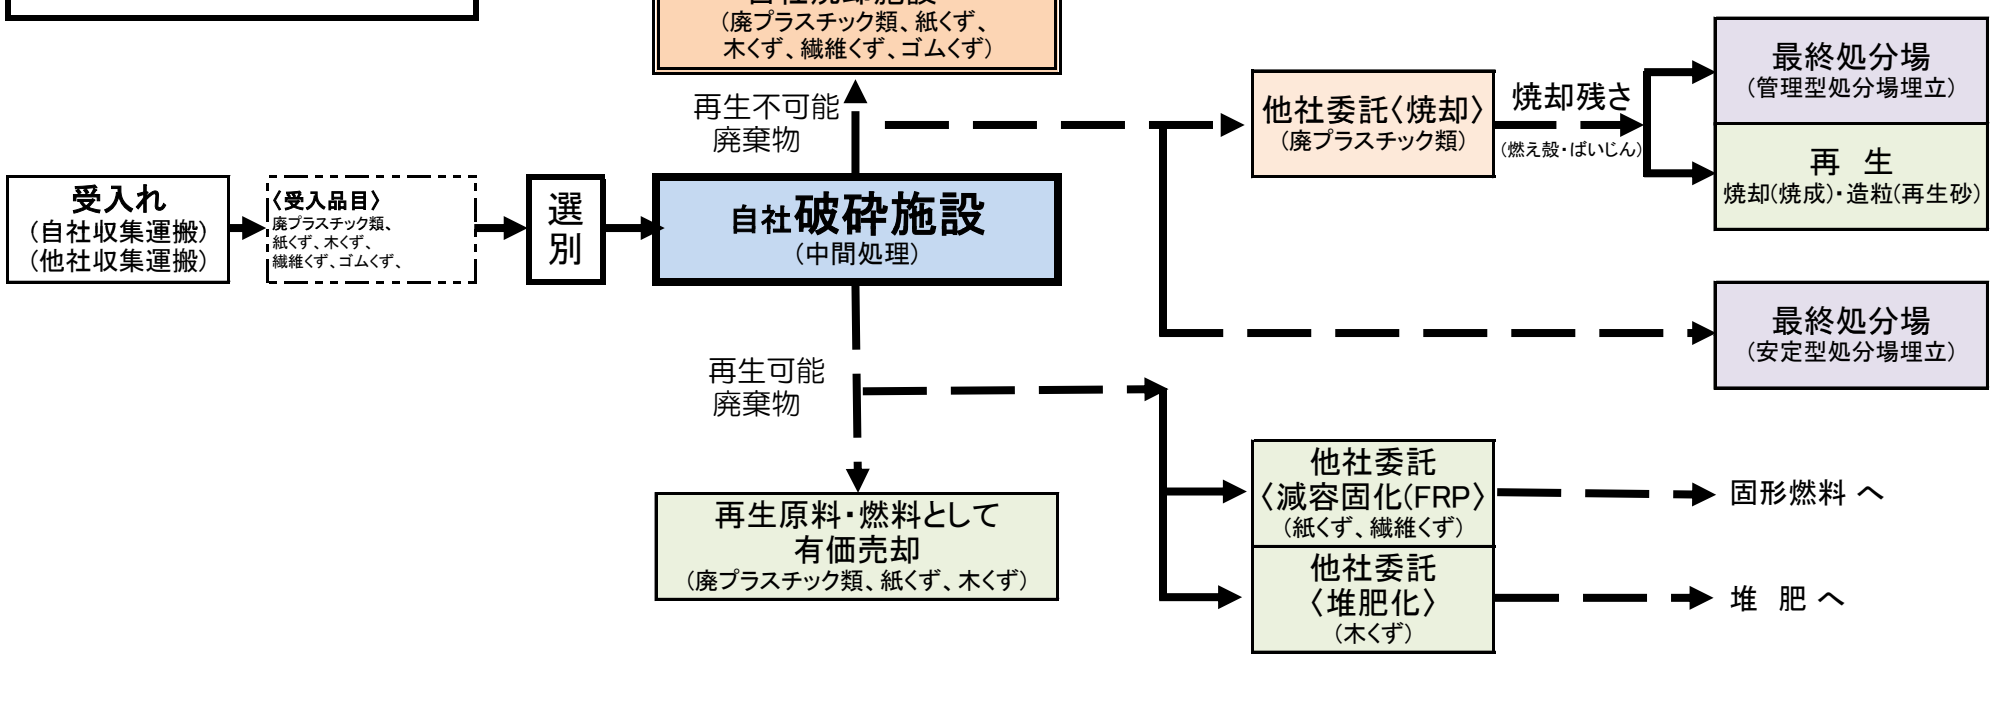 (廃プラスチック類、紙くず、
木くず、繊維くず、ゴムくず)
再生不可能
廃棄物
他社委託〈焼却〉
(廃プラスチック類)
焼却残さ
(燃え殻・ばいじん)
最終処分場
(管理型処分場埋立)
再 生
焼却(焼成)・造粒(再生砂)
受入れ
(自社収集運搬)
(他社収集運搬)
〈受入品目〉
廃プラスチック類、
紙くず、木くず、
繊維くず、ゴムくず、
選
別
自社破砕施設
(中間処理)
最終処分場
(安定型処分場埋立)
再生可能
廃棄物
再生原料・燃料として
有価売却
(廃プラスチック類、紙くず、木くず)
他社委託
〈減容固化(FRP〉
(紙くず、繊維くず)
固形燃料 へ
他社委託
〈堆肥化〉
(木くず)
堆 肥 へ